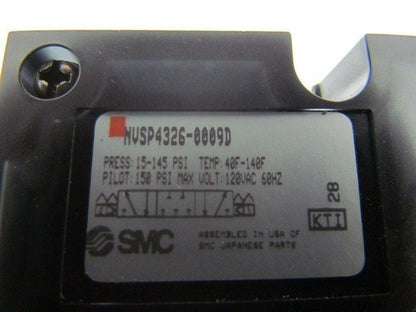 NVSP4326-0009D
PRESS: 15-145 PSI TEMP: 40F-140F
PILOT: 150 PSI MAX VOLT: 120VAC 60HZ
SMC
ASSEMBLED IN USA OF
SMC JAPANESE PARTS
KTI
28